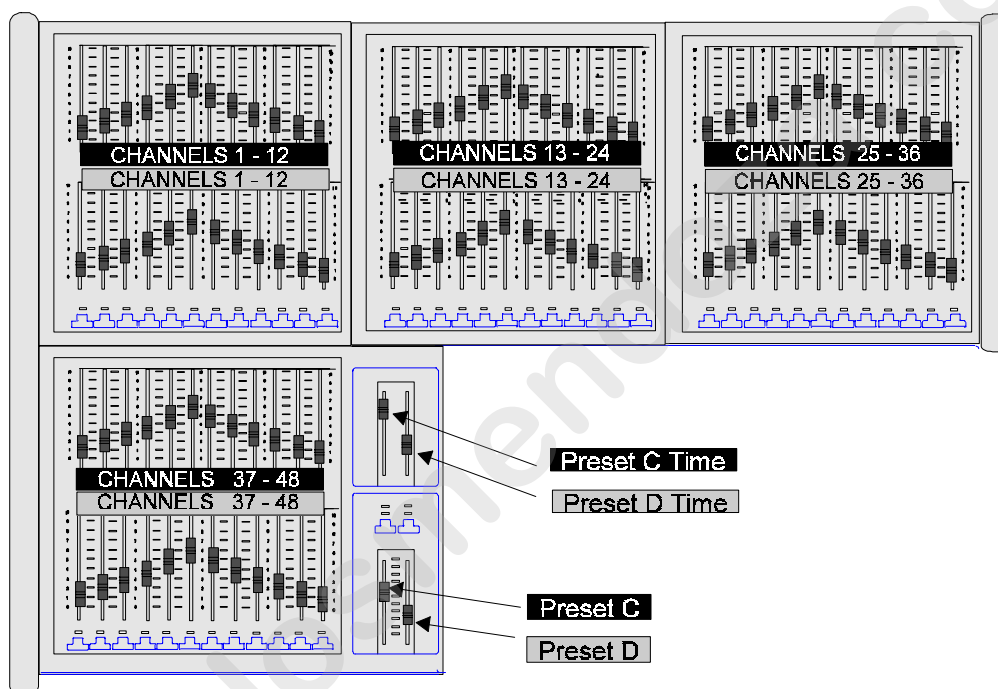 CHANNELS 1 - 12
CHANNELS 1 - 12
CHANNELS 13 - 24
CHANNELS 13 - 24
CHANNELS 25 - 36
CHANNELS 25 - 36
CHANNELS 37 - 48
CHANNELS 37 - 48
Preset C Time
Preset D Time
Preset C
Preset D